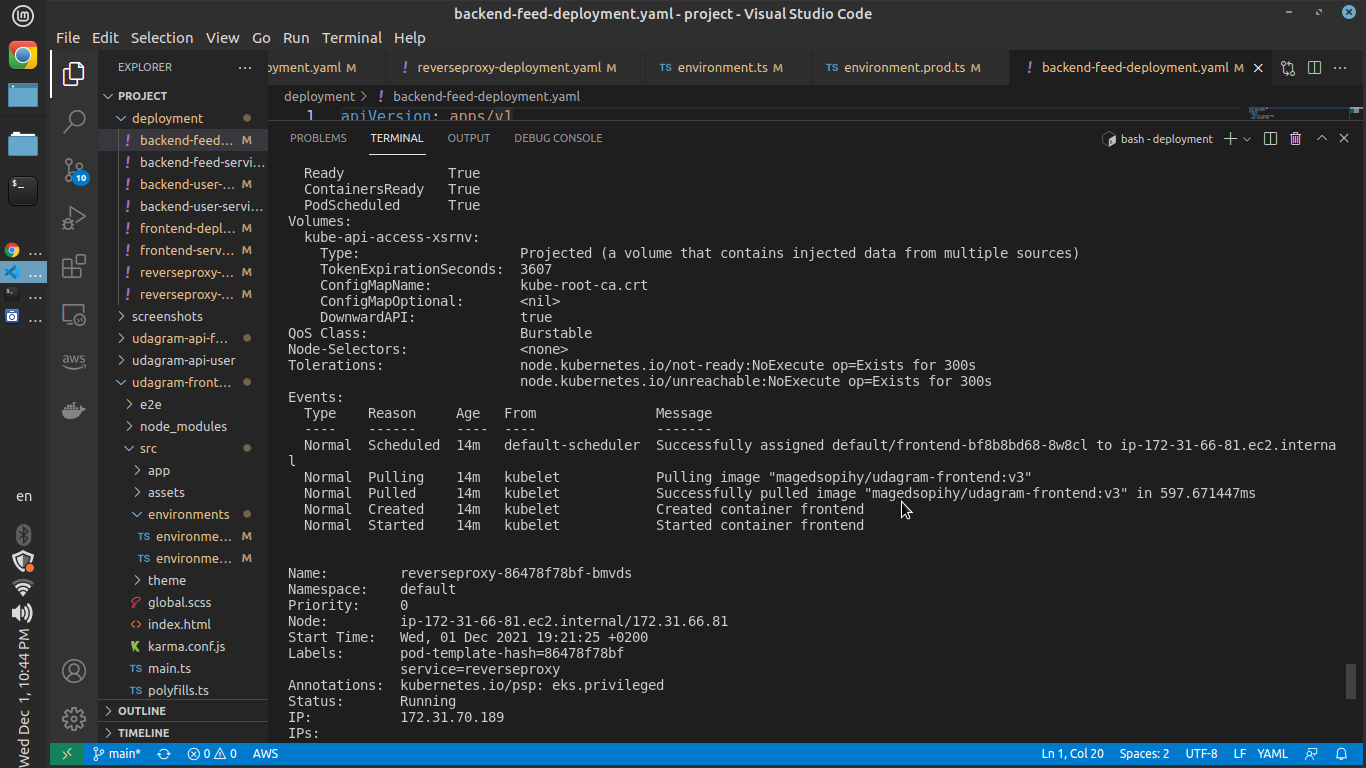 backend-feed-deployment.yaml - project - Visual Studio Code
File Edit Selection View Go Run Terminal Help
EXPLORER
PROJECT
deployment
! backend-feed... M
! backend-feed-servi...
! backend-user-... M
! backend-user-servi...
! frontend-depl... M
! frontend-serv... M
! reverseproxy-... M
! reverseproxy-... M
screenshots
udagram-api-f...
udagram-api-user
udagram-front...
e2e
node_modules
src
app
assets
environments
TS environme... M
TS environme... M
theme
global.scss
index.html
karma.conf.js
TS main.ts
TS polyfills.ts
OUTLINE
TIMELINE
oyment.yaml M
! reverseproxy-deployment.yaml M
TS environment.ts M
TS environment.prod.ts M
! backend-feed-deployment.yaml M
deployment > ! backend-feed-deployment.yaml
1 apiVersion: apps/v1
PROBLEMS TERMINAL OUTPUT DEBUG CONSOLE
bash - deployment
Ready True
ContainersReady True
PodScheduled True
Volumes:
kube-api-access-xsrnv:
Type: Projected (a volume that contains injected data from multiple sources)
TokenExpirationSeconds: 3607
ConfigMapName: kube-root-ca.crt
ConfigMapOptional: <nil>
DownwardAPI: true
QoS Class: Burstable
Node-Selectors: <none>
Tolerations: node.kubernetes.io/not-ready:NoExecute op=Exists for 300s
node.kubernetes.io/unreachable:NoExecute op=Exists for 300s
Events:
Type Reason Age From Message
---- ------ ---- ---- -------
Normal Scheduled 14m default-scheduler Successfully assigned default/frontend-bf8b8bd68-8w8cl to ip-172-31-66-81.ec2.interna
l
Normal Pulling 14m kubelet Pulling image "magedsopihy/udagram-frontend:v3"
Normal Pulled 14m kubelet Successfully pulled image "magedsopihy/udagram-frontend:v3" in 597.671447ms
Normal Created 14m kubelet Created container frontend
Normal Started 14m kubelet Started container frontend
Name: reverseproxy-86478f78bf-bmvds
Namespace: default
Priority: 0
Node: ip-172-31-66-81.ec2.internal/172.31.66.81
Start Time: Wed, 01 Dec 2021 19:21:25 +0200
Labels: pod-template-hash=86478f78bf
service=reverseproxy
Annotations: kubernetes.io/psp: eks.privileged
Status: Running
IP: 172.31.70.189
IPs:
10
aws
en
Wed Dec 1, 10:44 PM
main* 0 0 AWS
Ln 1, Col 20 Spaces: 2 UTF-8 LF YAML